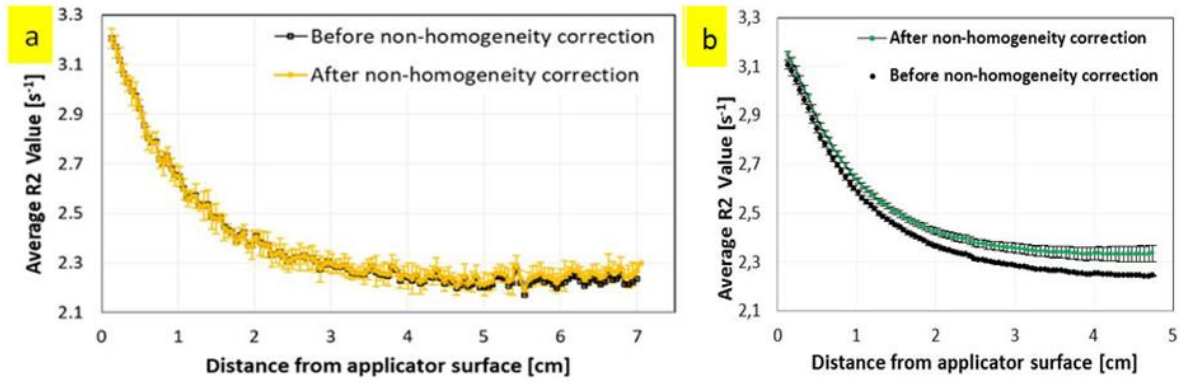 a
Before non-homogeneity correction
After non-homogeneity correction
Average R2 Value [s⁻¹]
3.3
3.1
2.9
2.7
2.5
2.3
2.1
0 1 2 3 4 5 6 7
Distance from applicator surface [cm]
b
After non-homogeneity correction
Before non-homogeneity correction
Average R2 Value [s⁻¹]
3,3
3,1
2,9
2,7
2,5
2,3
2,1
0 1 2 3 4 5
Distance from applicator surface [cm]